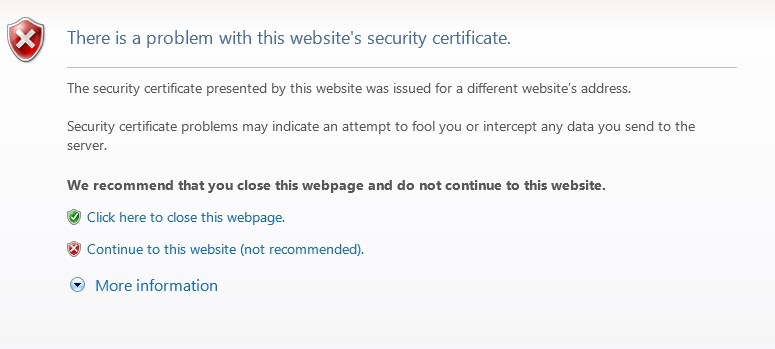 There is a problem with this website's security certificate.
The security certificate presented by this website was issued for a different website's address.
Security certificate problems may indicate an attempt to fool you or intercept any data you send to the
server.
We recommend that you close this webpage and do not continue to this website.
Click here to close this webpage.
Continue to this website (not recommended).
More information